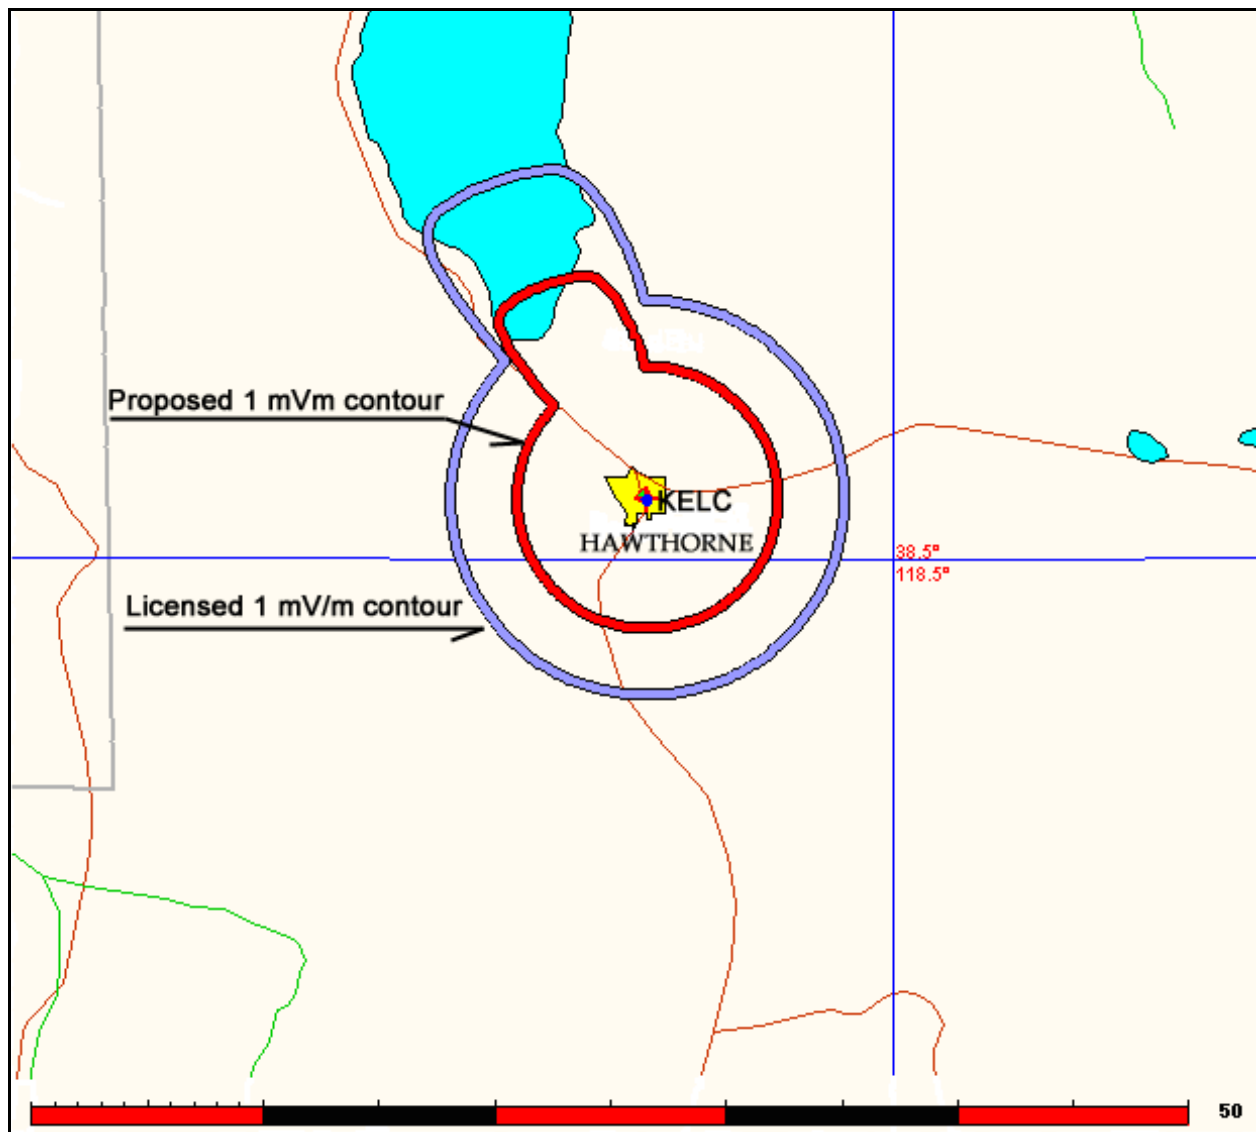 Proposed 1 mVm contour
KELC
HAWTHORNE
38.5°
118.5°
Licensed 1 mV/m contour
50